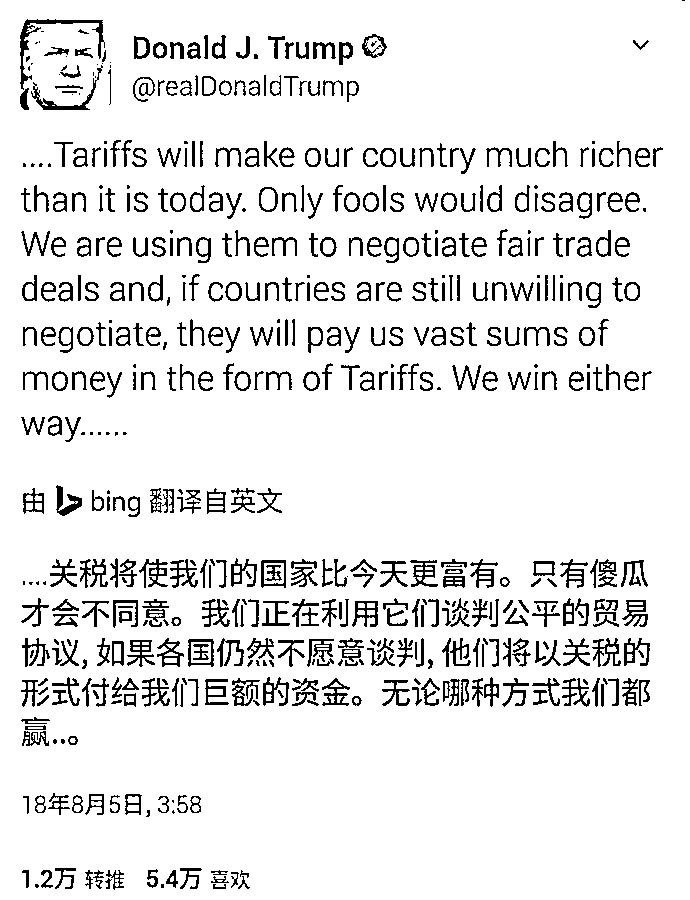 Donald J. Trump
@realDonaldTrump
....Tariffs will make our country much richer
than it is today. Only fools would disagree.
We are using them to negotiate fair trade
deals and, if countries are still unwilling to
negotiate, they will pay us vast sums of
money in the form of Tariffs. We win either
way......
由 bing 翻译自英文
....关税将使我们的国家比今天更富有。只有傻瓜
才会不同意。我们正在利用它们谈判公平的贸易
协议, 如果各国仍然不愿意谈判, 他们将以关税的
形式付给我们巨额的资金。无论哪种方式我们都
赢..。
18年8月5日, 3:58
1.2万 转推 5.4万 喜欢